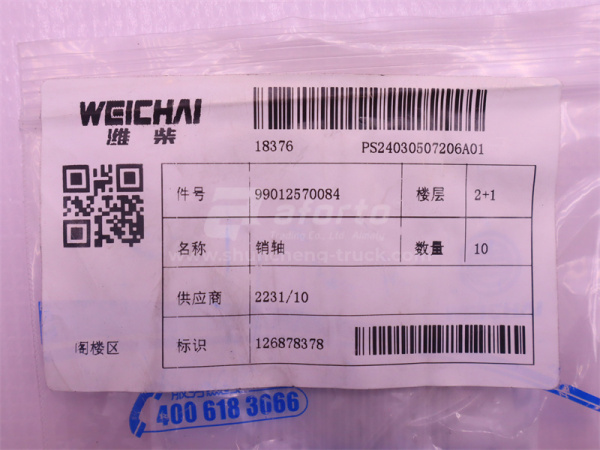 WEICHAI
潍柴
18376 PS24030507206A01
件号 99012570084 楼层 2+1
名称 销轴 数量 10
供应商 2231/10
阁楼区 标识 126878378
400 618 3066